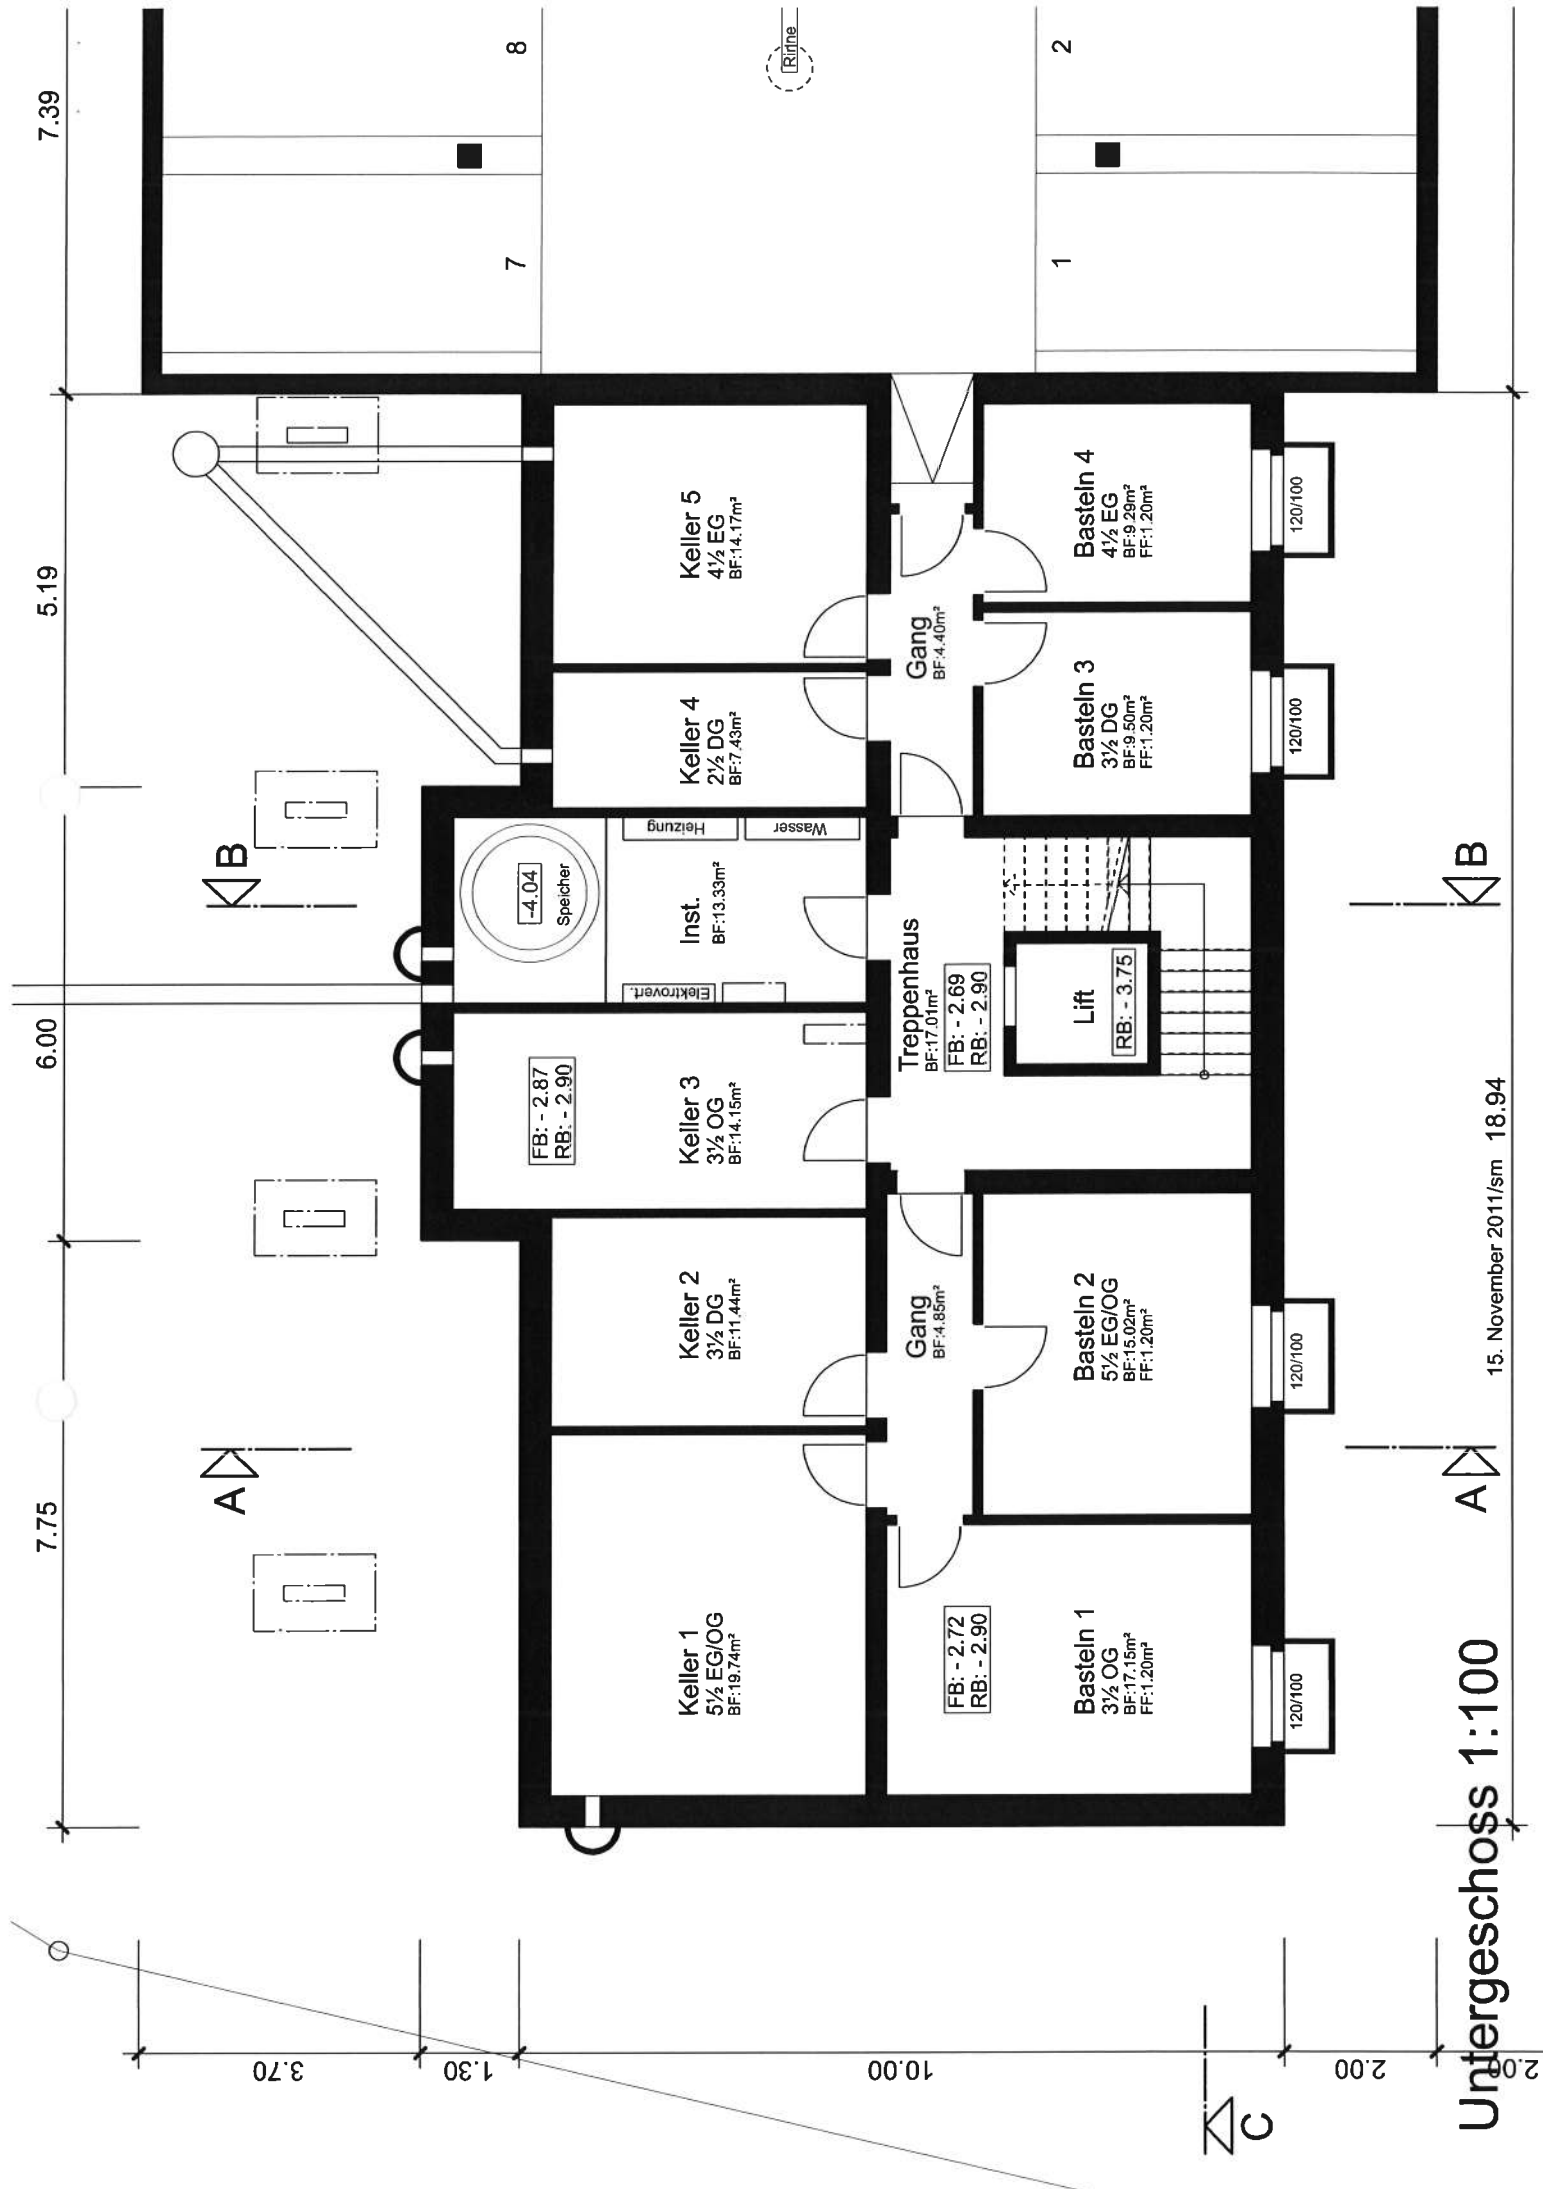 7.75
6.00
5.19
7.39
A
B
3.70
1.30
10.00
2.00
2.00
8
7
Rinne
2
1
-4.04
Speicher
Heizung
Wasser
Elektrovert.
Inst.
BF:13.33m²
FB: - 2.87
RB: - 2.90
Keller 1
5½ EG/OG
BF:19.74m²
Keller 2
3½ DG
BF:11.44m²
Keller 3
3½ OG
BF:14.15m²
Keller 4
2½ DG
BF:7.43m²
Keller 5
4½ EG
BF:14.17m²
Gang
BF:4.85m²
Treppenhaus
BF:17.01m²
FB: - 2.69
RB: - 2.90
Gang
BF:4.40m²
Lift
RB: - 3.75
FB: - 2.72
RB: - 2.90
Basteln 1
3½ OG
BF:17.15m²
FF:1.20m²
Basteln 2
5½ EG/OG
BF:15.02m²
FF:1.20m²
Basteln 3
3½ DG
BF:9.50m²
FF:1.20m²
Basteln 4
4½ EG
BF:9.29m²
FF:1.20m²
120/100
120/100
120/100
120/100
C
A
B
Untergeschoss 1:100
15. November 2011/sm
18.94